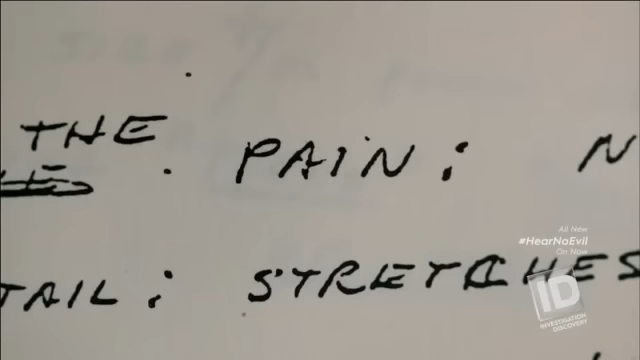 THE PAIN: N
TAIL: STRETCHES
All New
#HearNoEvil
On Now
ID
INVESTIGATION
DISCOVERY